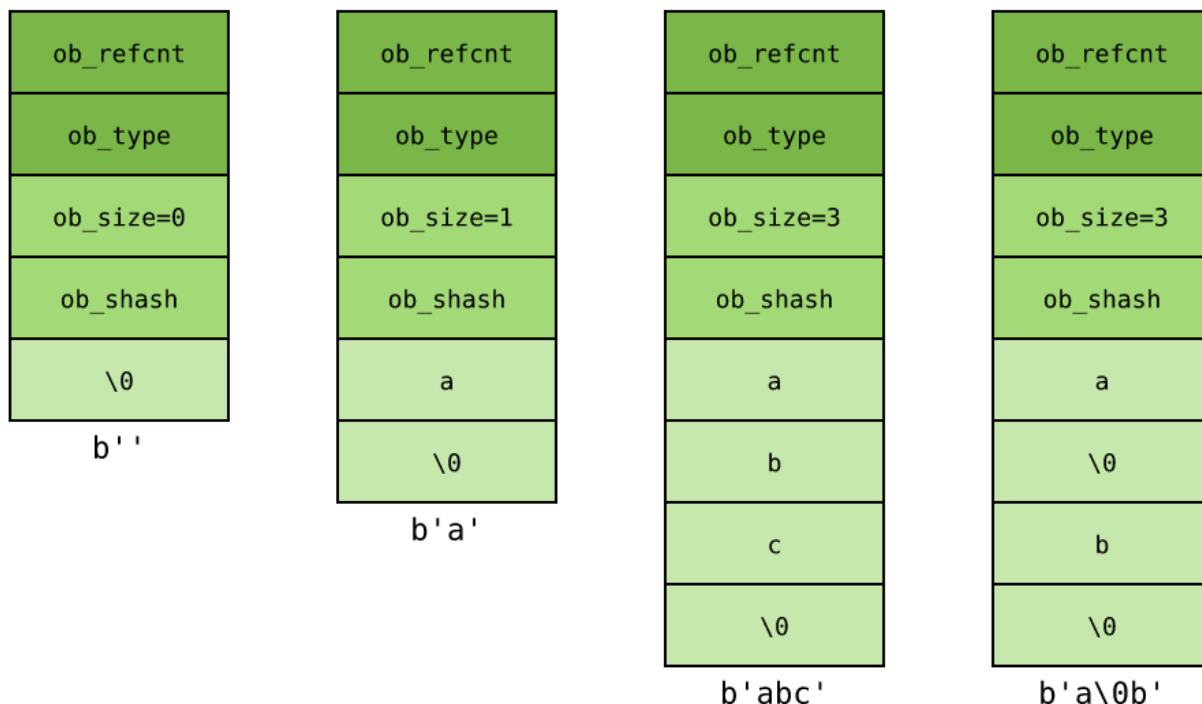 ob_refcnt
ob_type
ob_size=0
ob_shash
\0
b''
ob_refcnt
ob_type
ob_size=1
ob_shash
a
\0
b'a'
ob_refcnt
ob_type
ob_size=3
ob_shash
a
b
c
\0
b'abc'
ob_refcnt
ob_type
ob_size=3
ob_shash
a
\0
b
\0
b'a\0b'